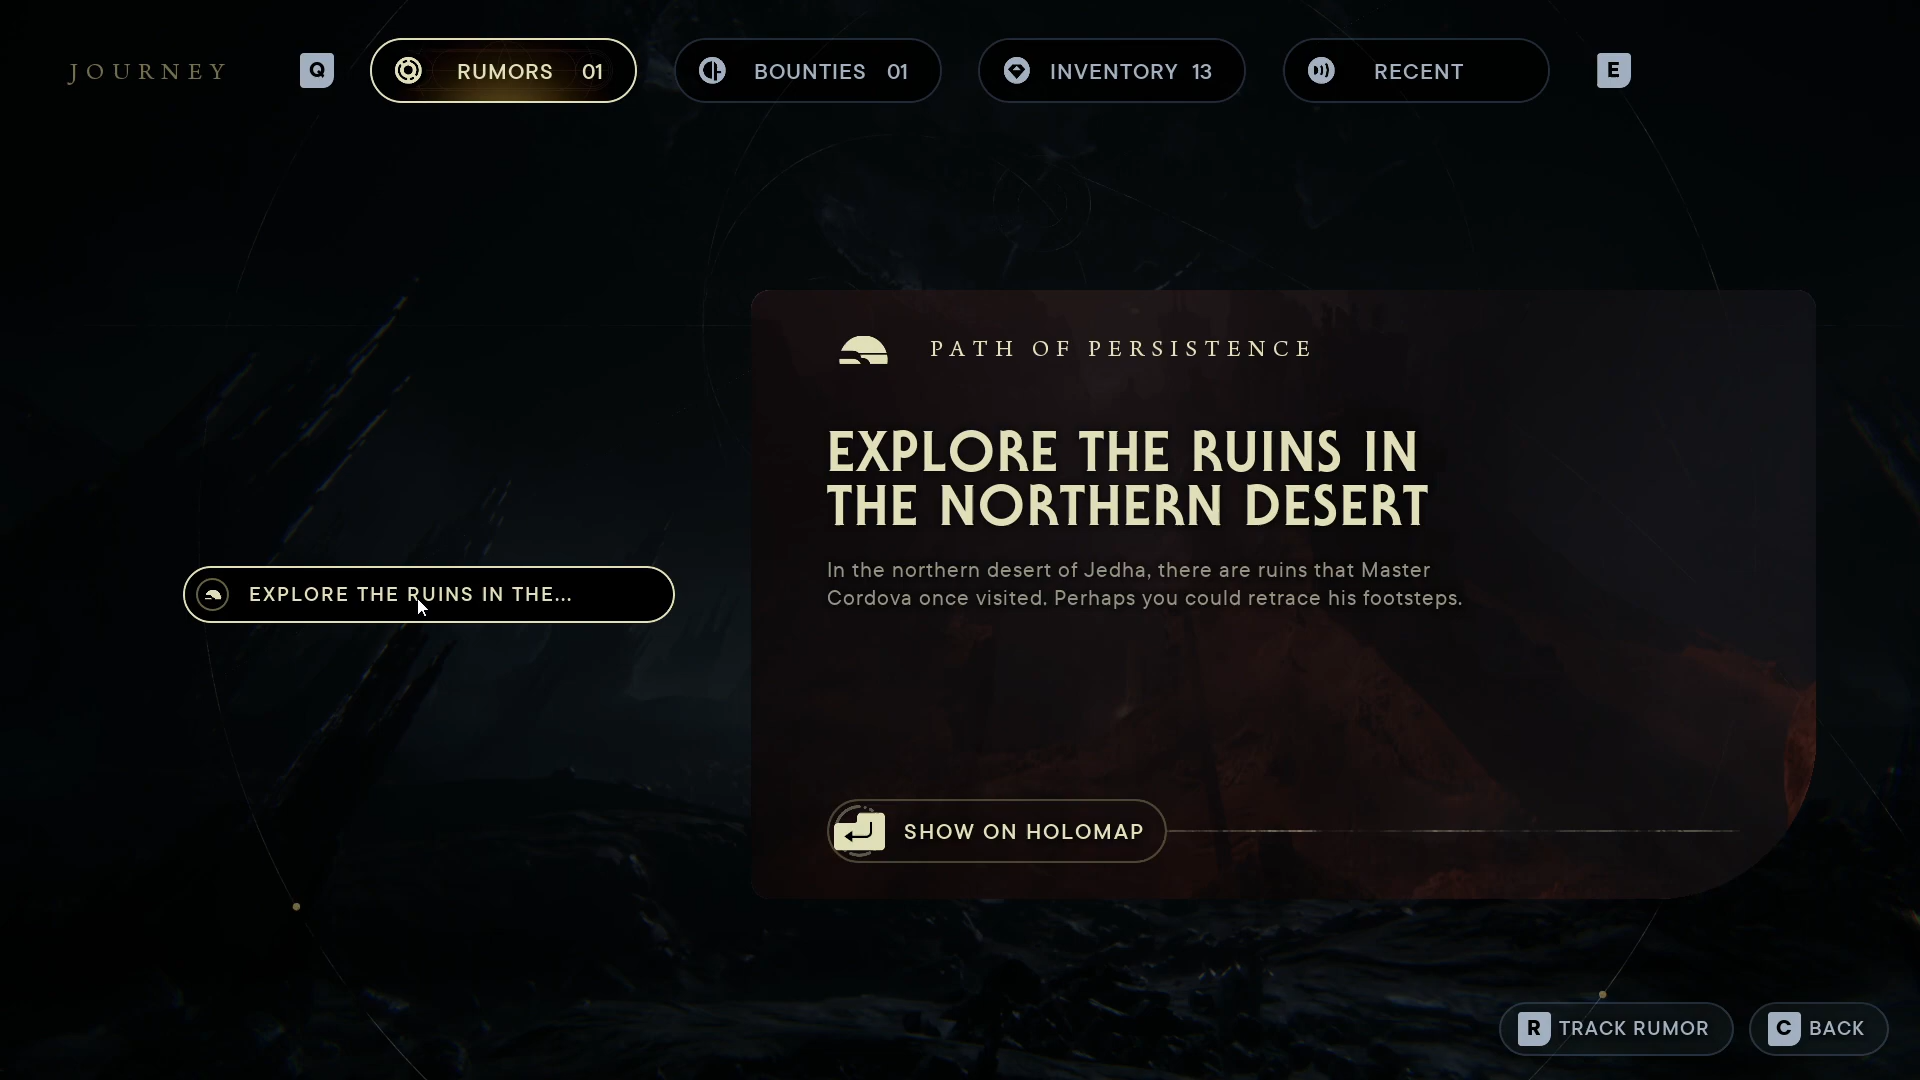 JOURNEY
Q
RUMORS 01
BOUNTIES 01
INVENTORY 13
RECENT
E
PATH OF PERSISTENCE
EXPLORE THE RUINS IN
THE NORTHERN DESERT
In the northern desert of Jedha, there are ruins that Master
Cordova once visited. Perhaps you could retrace his footsteps.
EXPLORE THE RUINS IN THE...
SHOW ON HOLOMAP
R TRACK RUMOR
C BACK